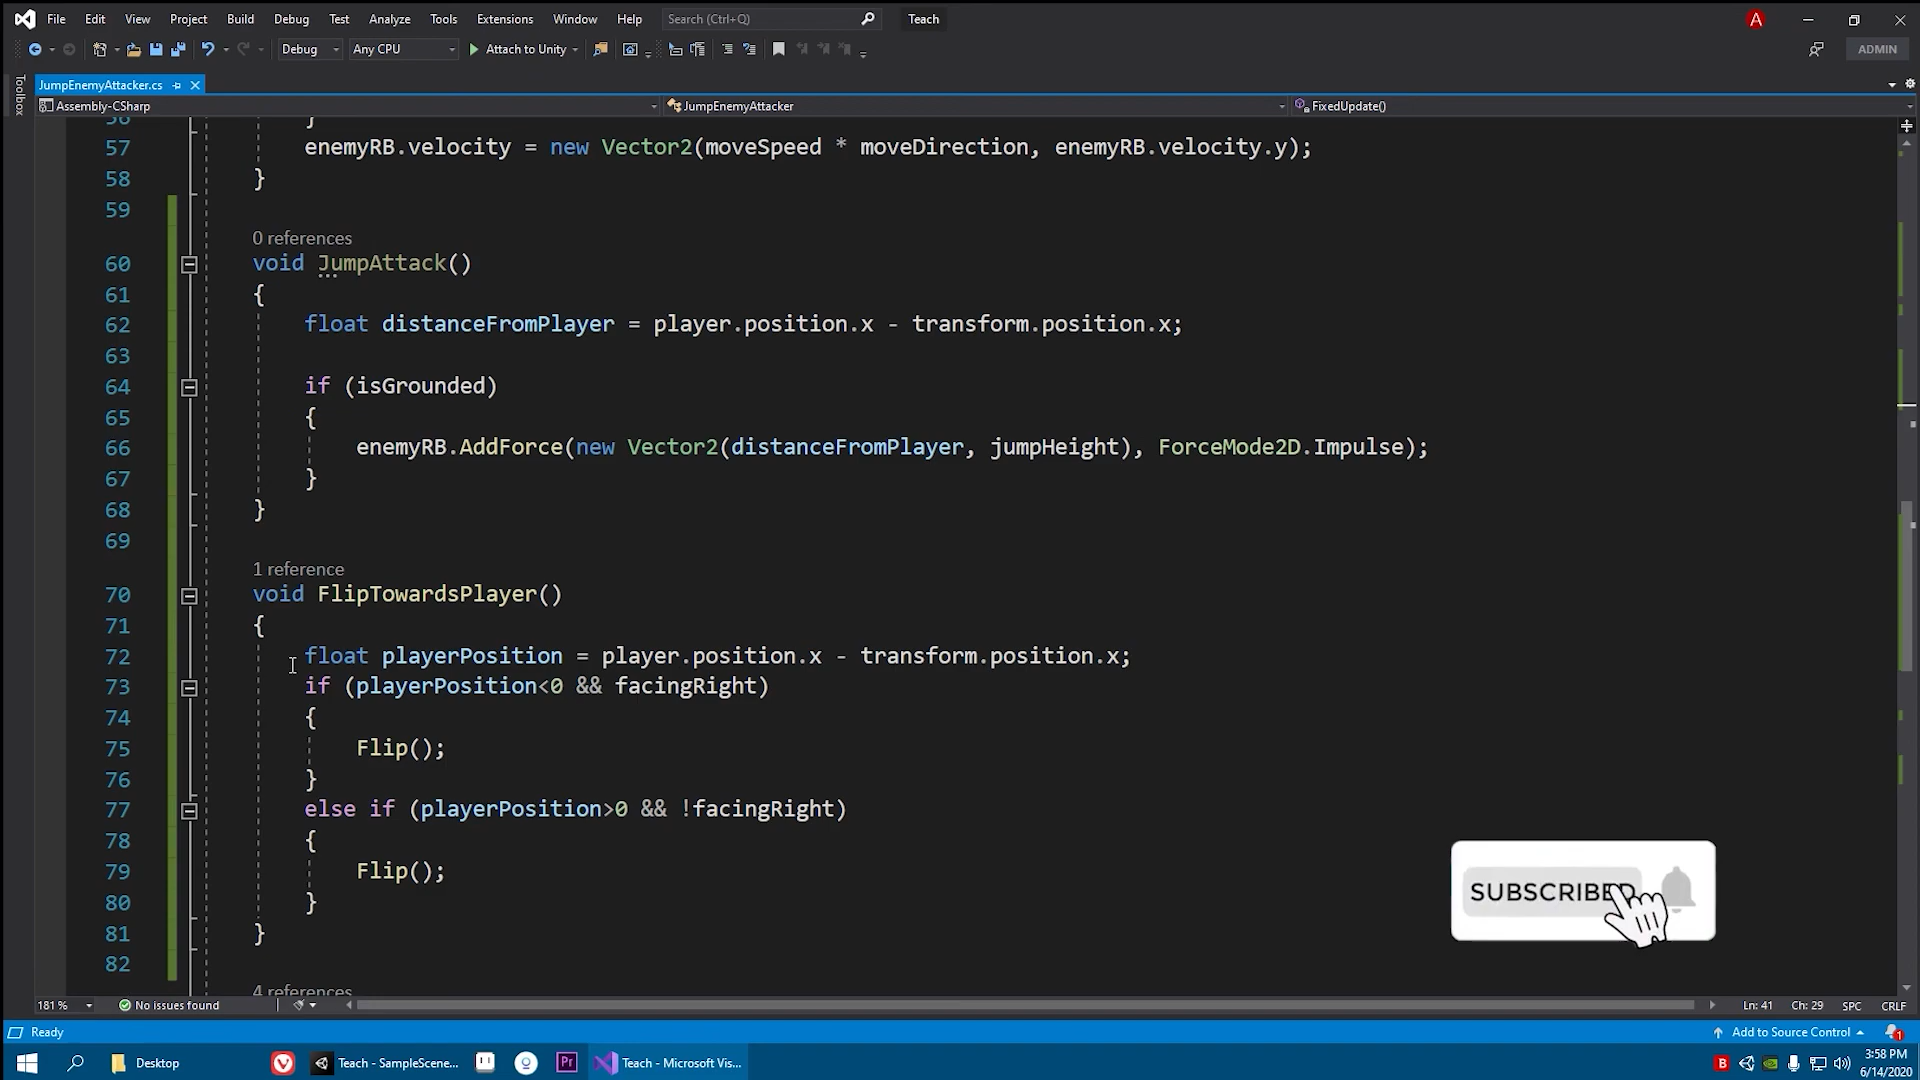 File Edit View Project Build Debug Test Analyze Tools Extensions Window Help Search (Ctrl+Q) Teach A
Debug Any CPU Attach to Unity ADMIN
Toolbox
JumpEnemyAttacker.cs
Assembly-CSharp JumpEnemyAttacker FixedUpdate()
56 }
57 enemyRB.velocity = new Vector2(moveSpeed * moveDirection, enemyRB.velocity.y);
58 }
59
0 references
60 void JumpAttack()
61 {
62 float distanceFromPlayer = player.position.x - transform.position.x;
63
64 if (isGrounded)
65 {
66 enemyRB.AddForce(new Vector2(distanceFromPlayer, jumpHeight), ForceMode2D.Impulse);
67 }
68 }
69
1 reference
70 void FlipTowardsPlayer()
71 {
72 float playerPosition = player.position.x - transform.position.x;
73 if (playerPosition<0 && facingRight)
74 {
75 Flip();
76 }
77 else if (playerPosition>0 && !facingRight)
78 {
79 Flip();
80 }
81 }
82
4 references
SUBSCRIBED
181 % No issues found Ln: 41 Ch: 29 SPC CRLF
Ready Add to Source Control 1
Desktop Teach - SampleScene... Pr Teach - Microsoft Vis... B 3:58 PM
6/14/2020